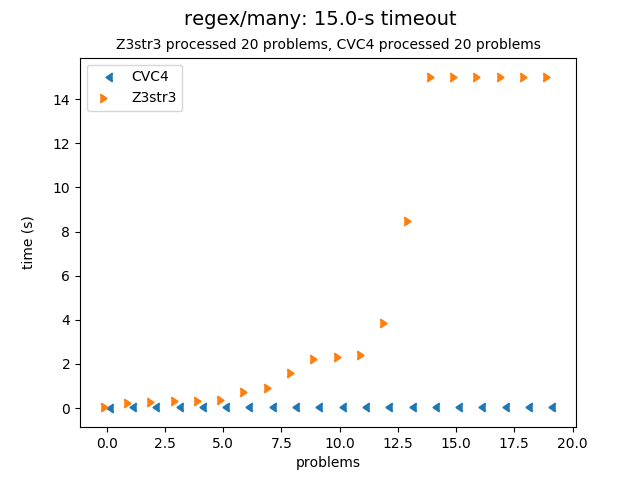 regex/many: 15.0-s timeout
Z3str3 processed 20 problems, CVC4 processed 20 problems
CVC4
Z3str3
14
12
10
8
6
4
2
0
time (s)
0.0 2.5 5.0 7.5 10.0 12.5 15.0 17.5 20.0
problems